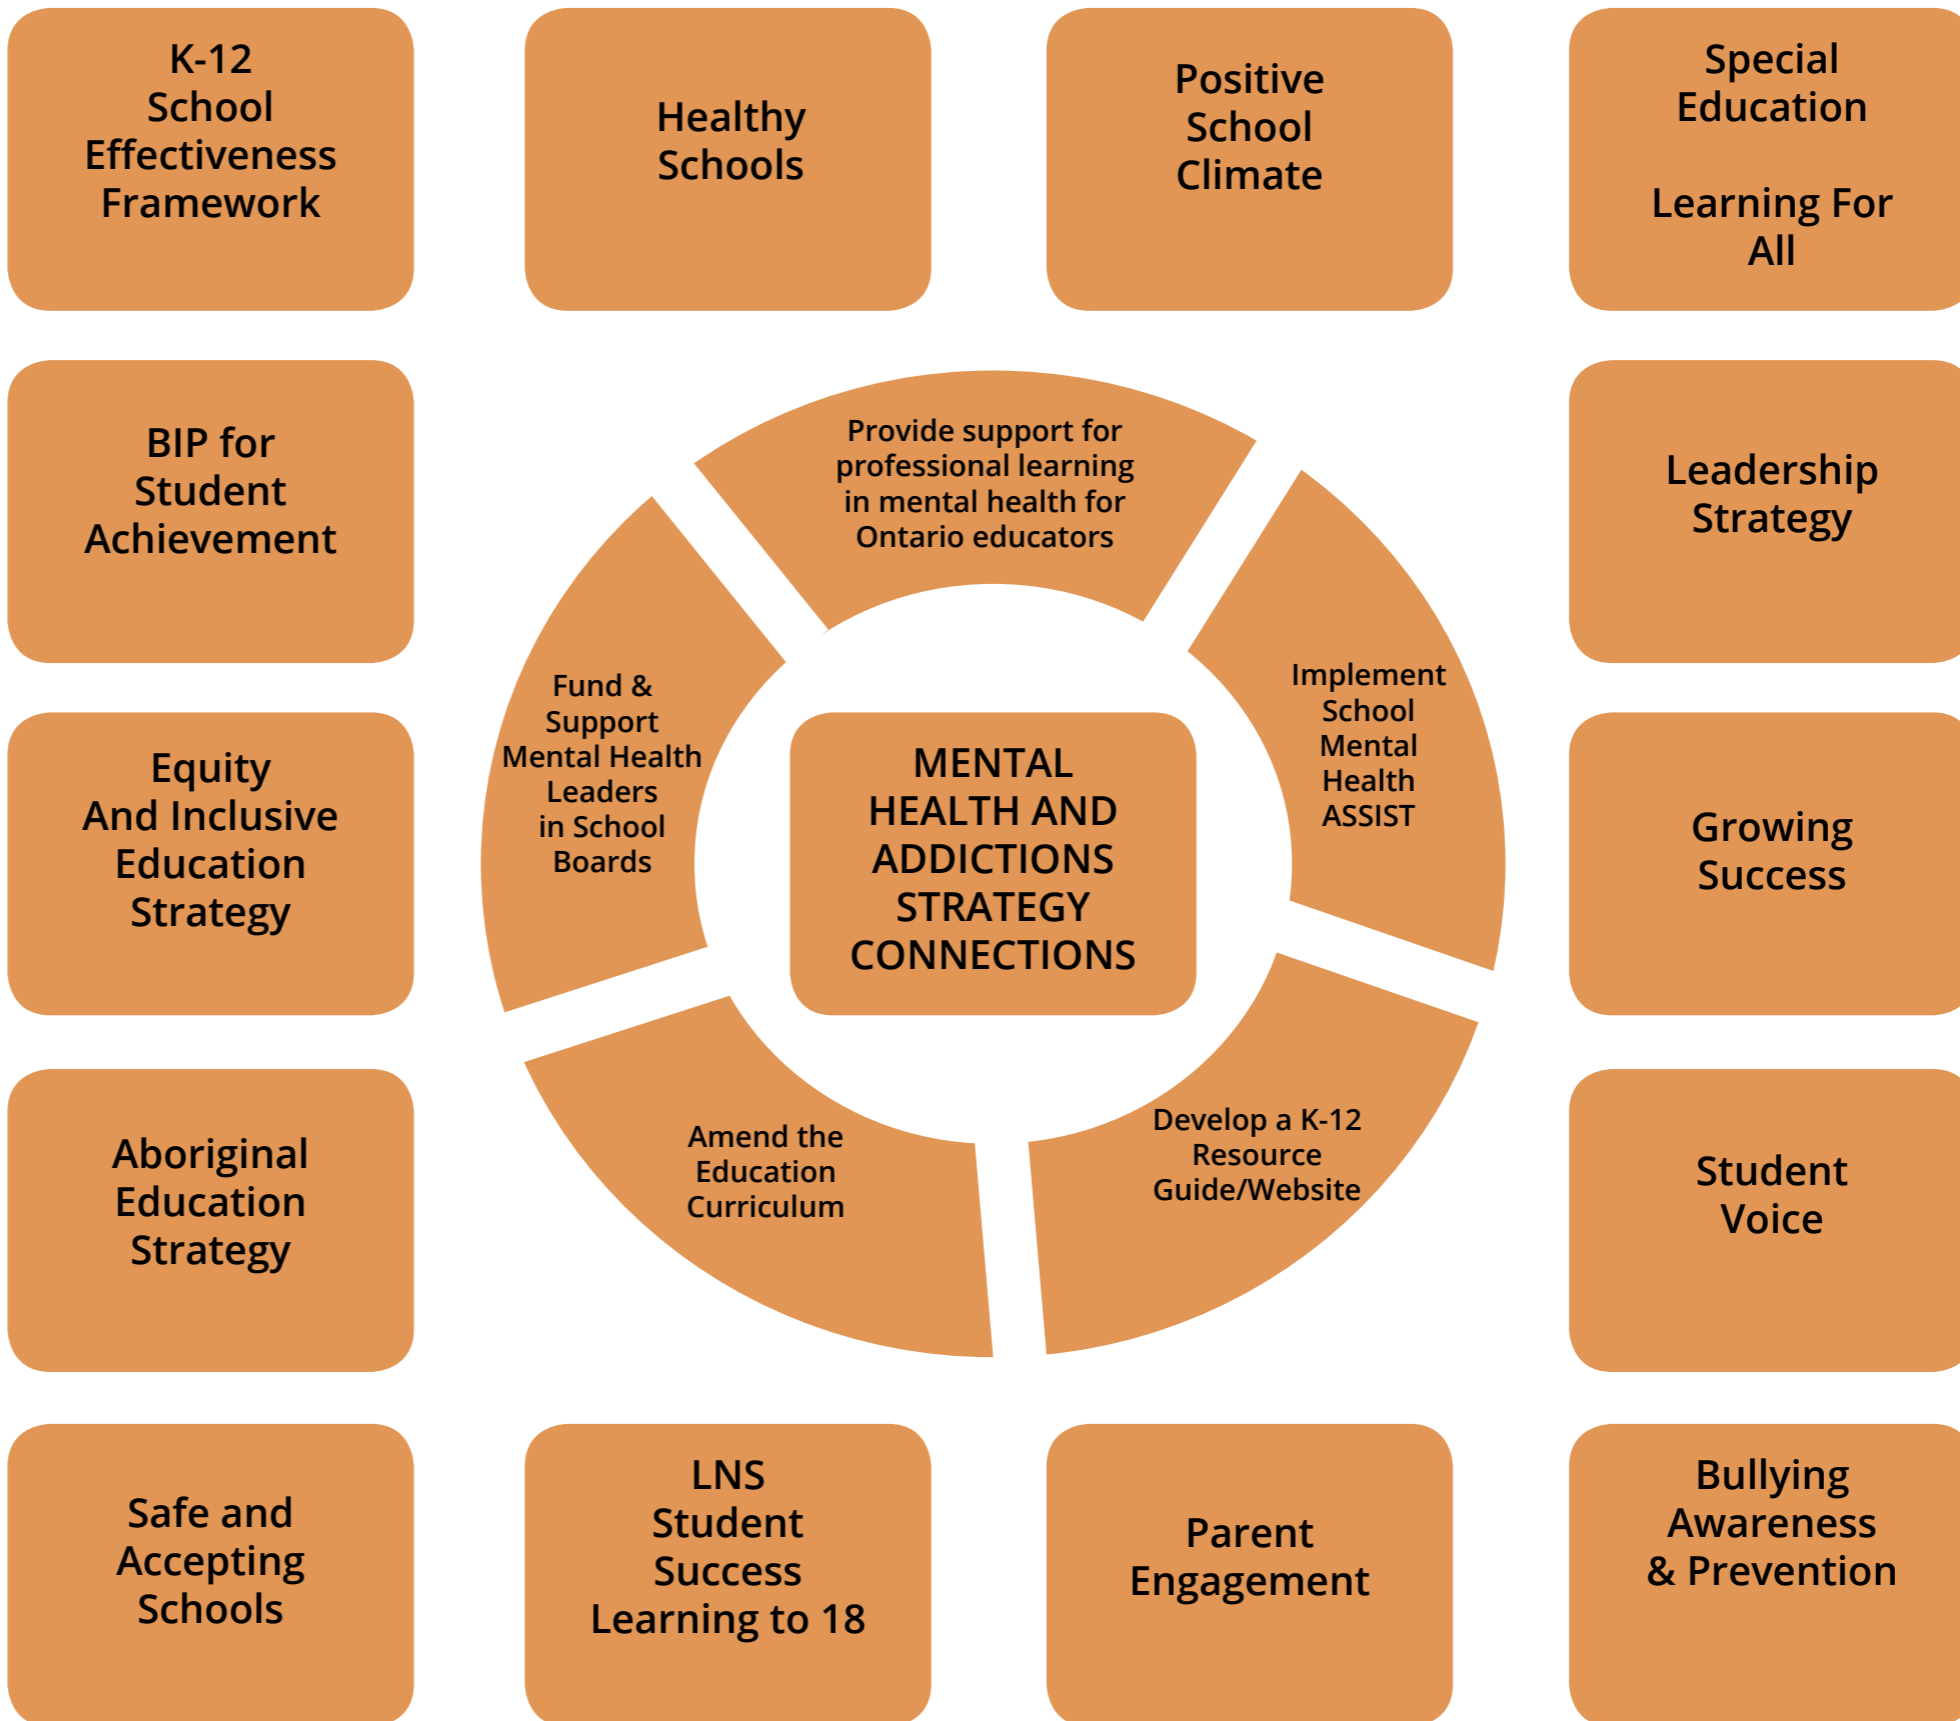 K-12
School
Effectiveness
Framework
Healthy
Schools
Positive
School
Climate
Special
Education
Learning For
All
BIP for
Student
Achievement
Provide support for
professional learning
in mental health for
Ontario educators
Leadership
Strategy
Fund &
Support
Mental Health
Leaders
in School
Boards
Implement
School
Mental
Health
ASSIST
Equity
And Inclusive
Education
Strategy
MENTAL
HEALTH AND
ADDICTIONS
STRATEGY
CONNECTIONS
Growing
Success
Aboriginal
Education
Strategy
Amend the
Education
Curriculum
Develop a K-12
Resource
Guide/Website
Student
Voice
Safe and
Accepting
Schools
LNS
Student
Success
Learning to 18
Parent
Engagement
Bullying
Awareness
& Prevention